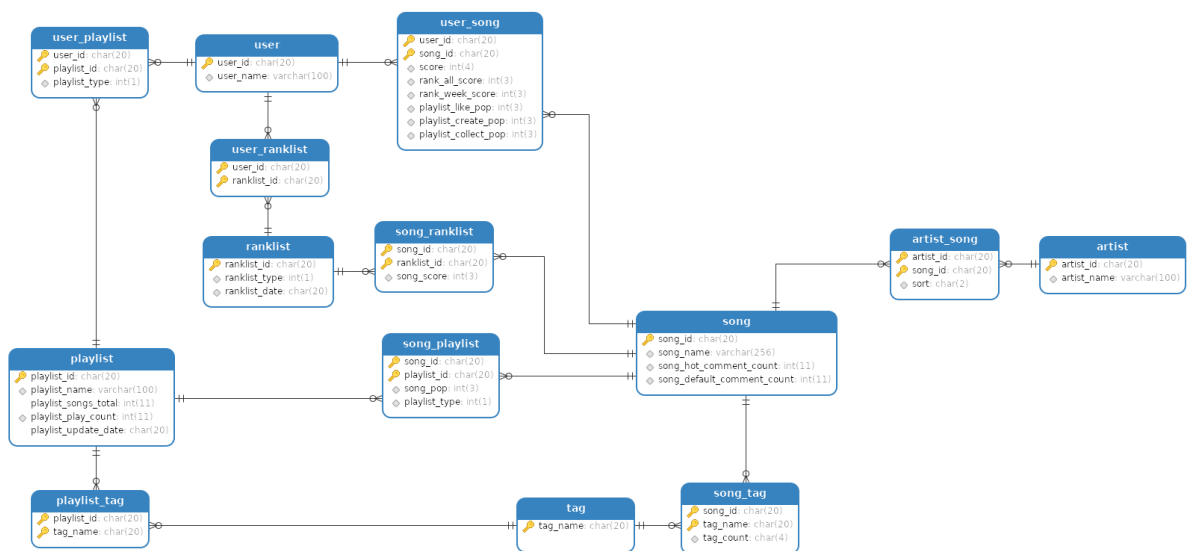 user_playlist
user_id: char(20)
playlist_id: char(20)
playlist_type: int(1)
user
user_id: char(20)
user_name: varchar(100)
user_song
user_id: char(20)
song_id: char(20)
score: int(4)
rank_all_score: int(3)
rank_week_score: int(3)
playlist_like_pop: int(3)
playlist_create_pop: int(3)
playlist_collect_pop: int(3)
user_ranklist
user_id: char(20)
ranklist_id: char(20)
ranklist
ranklist_id: char(20)
ranklist_type: int(1)
ranklist_date: char(20)
song_ranklist
song_id: char(20)
ranklist_id: char(20)
song_score: int(3)
artist_song
artist_id: char(20)
song_id: char(20)
sort: char(2)
artist
artist_id: char(20)
artist_name: varchar(100)
song
song_id: char(20)
song_name: varchar(256)
song_hot_comment_count: int(11)
song_default_comment_count: int(11)
song_playlist
song_id: char(20)
playlist_id: char(20)
song_pop: int(3)
playlist_type: int(1)
playlist
playlist_id: char(20)
playlist_name: varchar(100)
playlist_songs_total: int(11)
playlist_play_count: int(11)
playlist_update_date: char(20)
playlist_tag
playlist_id: char(20)
tag_name: char(20)
tag
tag_name: char(20)
song_tag
song_id: char(20)
tag_name: char(20)
tag_count: char(4)